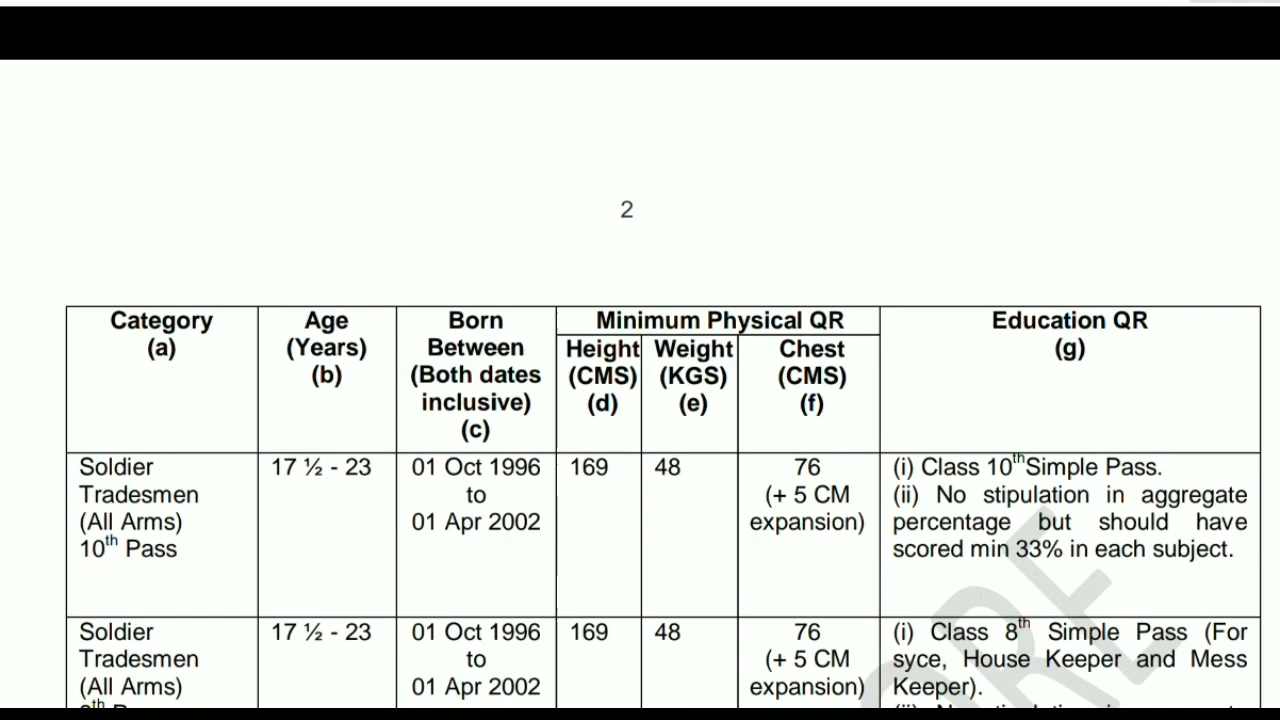 2
Category
(a)
Age
(Years)
(b)
Born
Between
(Both dates
inclusive)
(c)
Minimum Physical QR
Height
(CMS)
(d)
Weight
(KGS)
(e)
Chest
(CMS)
(f)
Education QR
(g)
Soldier
Tradesmen
(All Arms)
10th Pass
17 ½ - 23
01 Oct 1996
to
01 Apr 2002
169
48
76
(+ 5 CM
expansion)
(i) Class 10thSimple Pass.
(ii) No stipulation in aggregate
percentage but should have
scored min 33% in each subject.
Soldier
Tradesmen
(All Arms)
17 ½ - 23
01 Oct 1996
to
01 Apr 2002
169
48
76
(+ 5 CM
expansion)
(i) Class 8th Simple Pass (For
syce, House Keeper and Mess
Keeper).
ORE